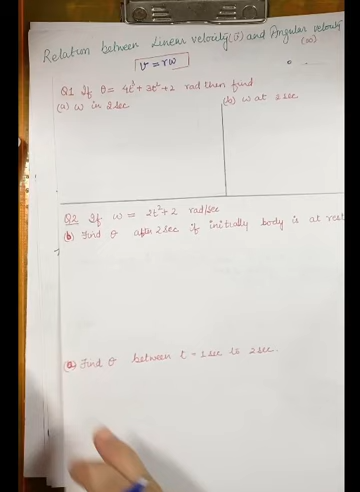 Relation between Linear velocity (v⃗) and Angular velocity
(ω)
v = rω
Q1 If θ = 4t³ + 3t² + 2 rad then find
(a) ω in 2 sec
(b) ω at 2 sec
Q2 If ω = 2t² + 2 rad/sec
(b) Find θ after 2 sec if initially body is at rest
(a) Find θ between t = 1 sec to 2 sec.